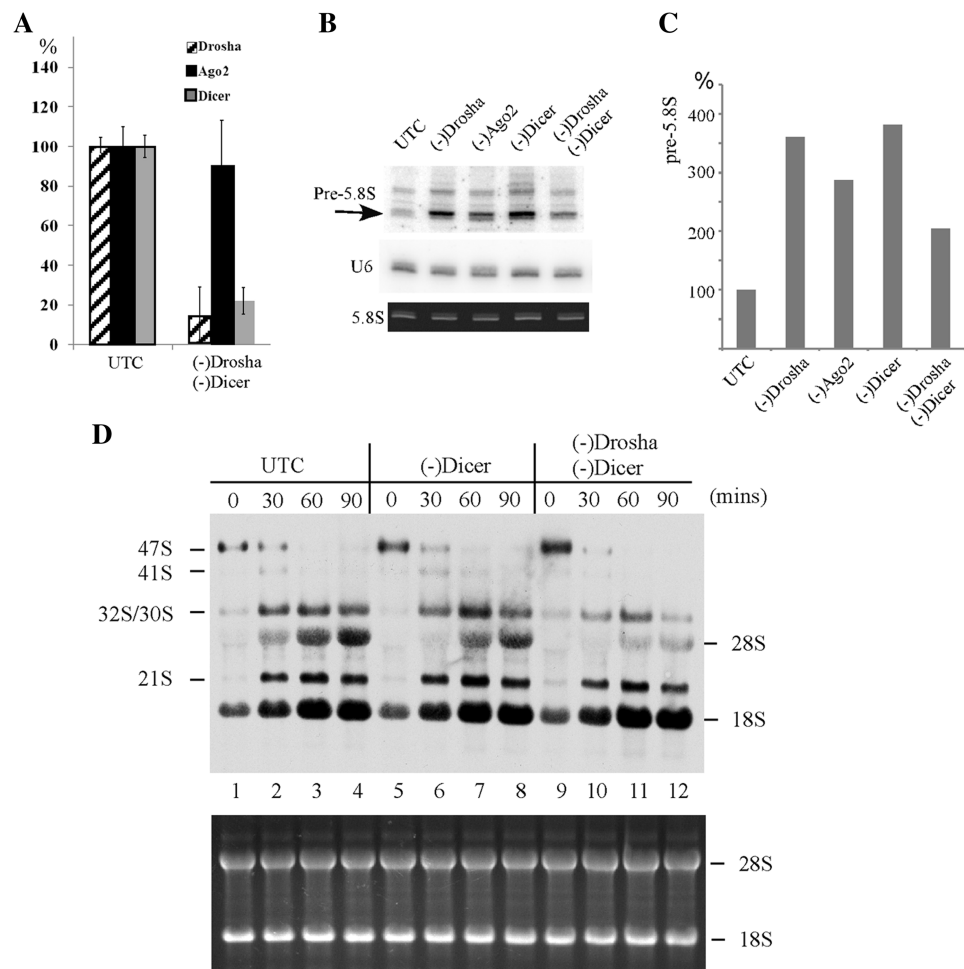 A
%
140
120
100
80
60
40
20
0
Drosha
Ago2
Dicer
UTC
(-)Drosha
(-)Dicer
B
UTC
(-)Drosha
(-)Ago2
(-)Dicer
(-)Drosha
(-)Dicer
Pre-5.8S
U6
5.8S
C
%
pre-5.8S
400
300
200
100
UTC
(-)Drosha
(-)Ago2
(-)Dicer
(-)Drosha
(-)Dicer
D
UTC
(-)Dicer
(-)Drosha
(-)Dicer
0 30 60 90 0 30 60 90 0 30 60 90 (mins)
47S
41S
32S/30S
28S
21S
18S
1 2 3 4 5 6 7 8 9 10 11 12
28S
18S